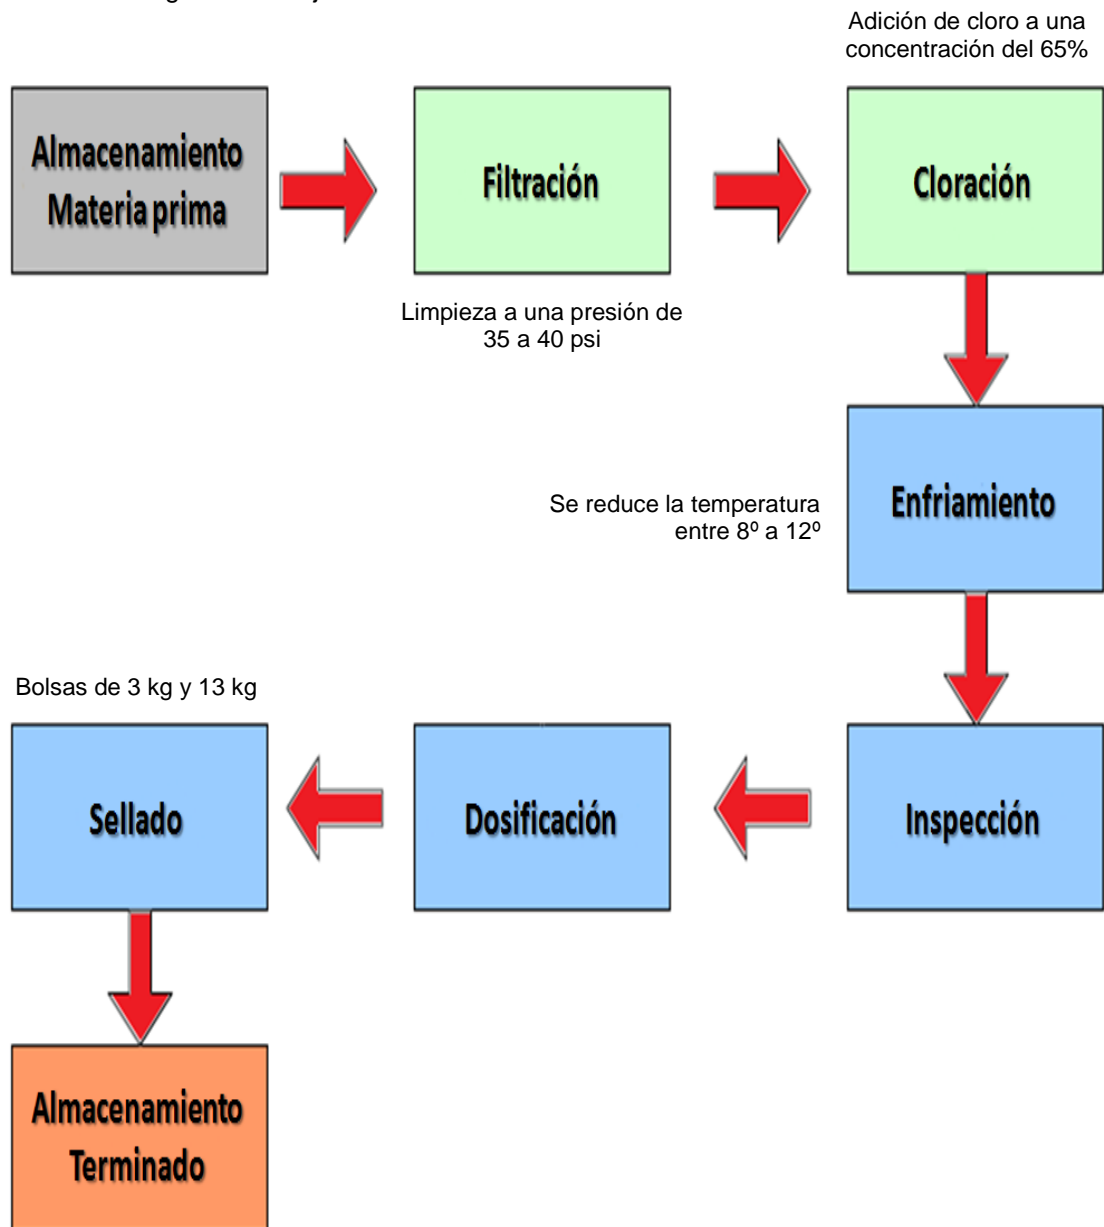 Adición de cloro a una
concentración del 65%
Almacenamiento
Materia prima
Filtración
Cloración
Limpieza a una presión de
35 a 40 psi
Se reduce la temperatura
entre 8º a 12º
Enfriamiento
Bolsas de 3 kg y 13 kg
Sellado
Dosificación
Inspección
Almacenamiento
Terminado